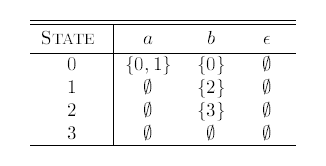 STATE a b ϵ
0 {0, 1} {0} ∅
1 ∅ {2} ∅
2 ∅ {3} ∅
3 ∅ ∅ ∅